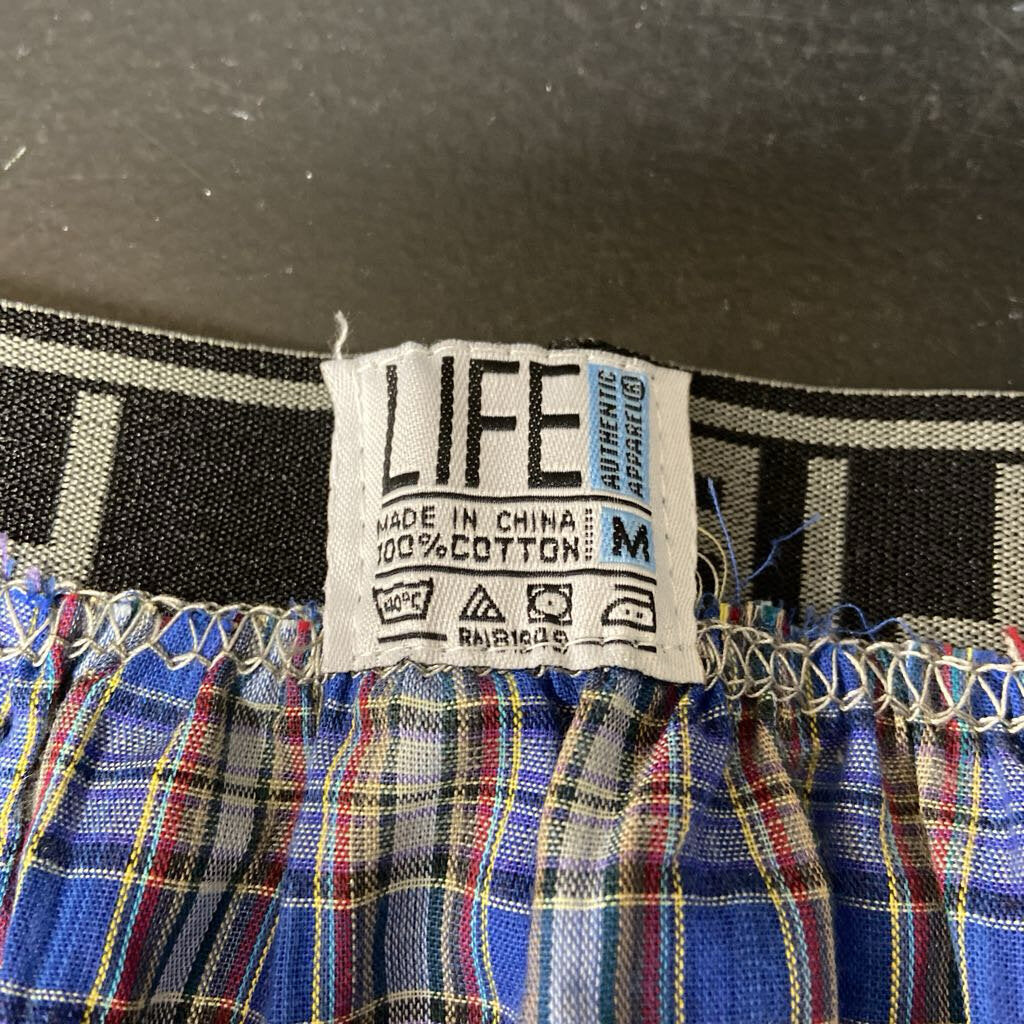 LIFE
AUTHENTIC
APPAREL®
MADE IN CHINA
100% COTTON
M
40°C